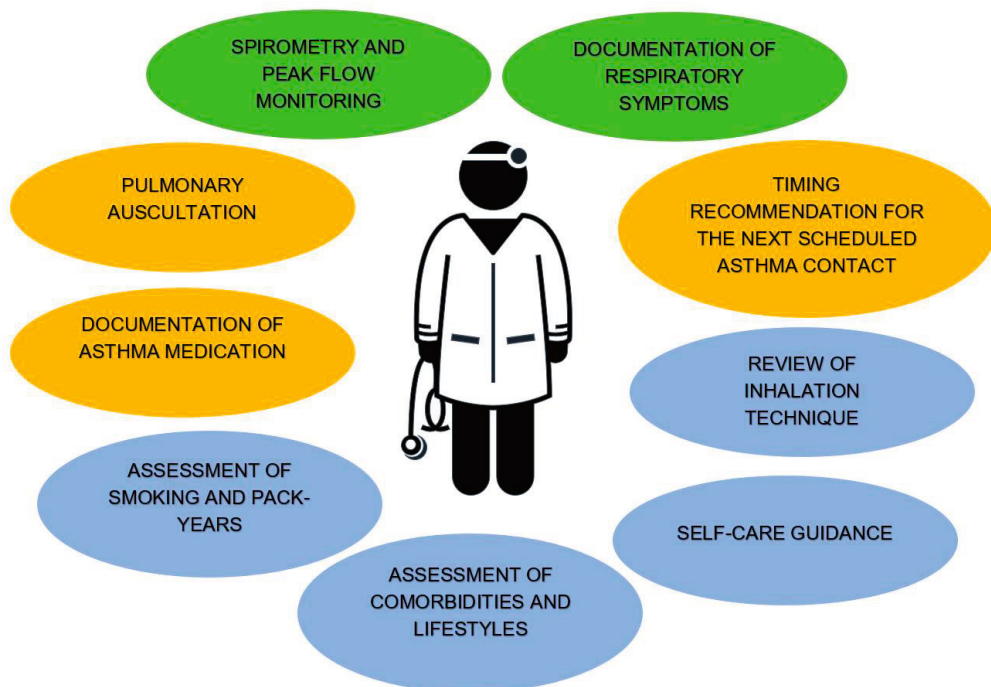 SPIROMETRY AND
PEAK FLOW
MONITORING
DOCUMENTATION OF
RESPIRATORY
SYMPTOMS
PULMONARY
AUSCULTATION
TIMING
RECOMMENDATION FOR
THE NEXT SCHEDULED
ASTHMA CONTACT
DOCUMENTATION OF
ASTHMA MEDICATION
REVIEW OF
INHALATION
TECHNIQUE
ASSESSMENT OF
SMOKING AND PACK-
YEARS
SELF-CARE GUIDANCE
ASSESSMENT OF
COMORBIDITIES AND
LIFESTYLES